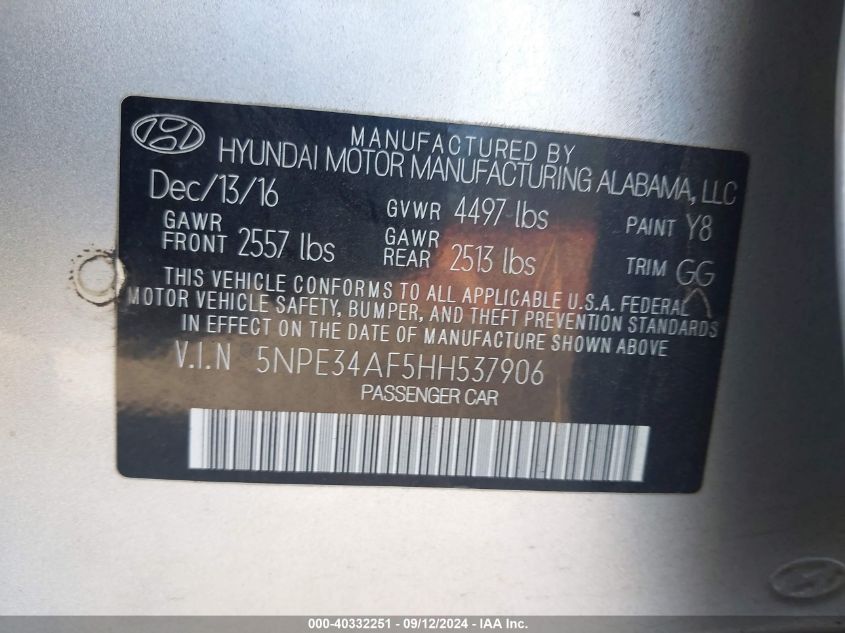 MANUFACTURED BY
HYUNDAI MOTOR MANUFACTURING ALABAMA, LLC
Dec/13/16 GVWR 4497 lbs PAINT Y8
GAWR FRONT 2557 lbs GAWR REAR 2513 lbs TRIM GG
THIS VEHICLE CONFORMS TO ALL APPLICABLE U.S.A. FEDERAL
MOTOR VEHICLE SAFETY, BUMPER, AND THEFT PREVENTION STANDARDS
IN EFFECT ON THE DATE OF MANUFACTURE SHOWN ABOVE.
V.I.N 5NPE34AF5HH537906
PASSENGER CAR
000-40332251 - 09/12/2024 - IAA Inc.